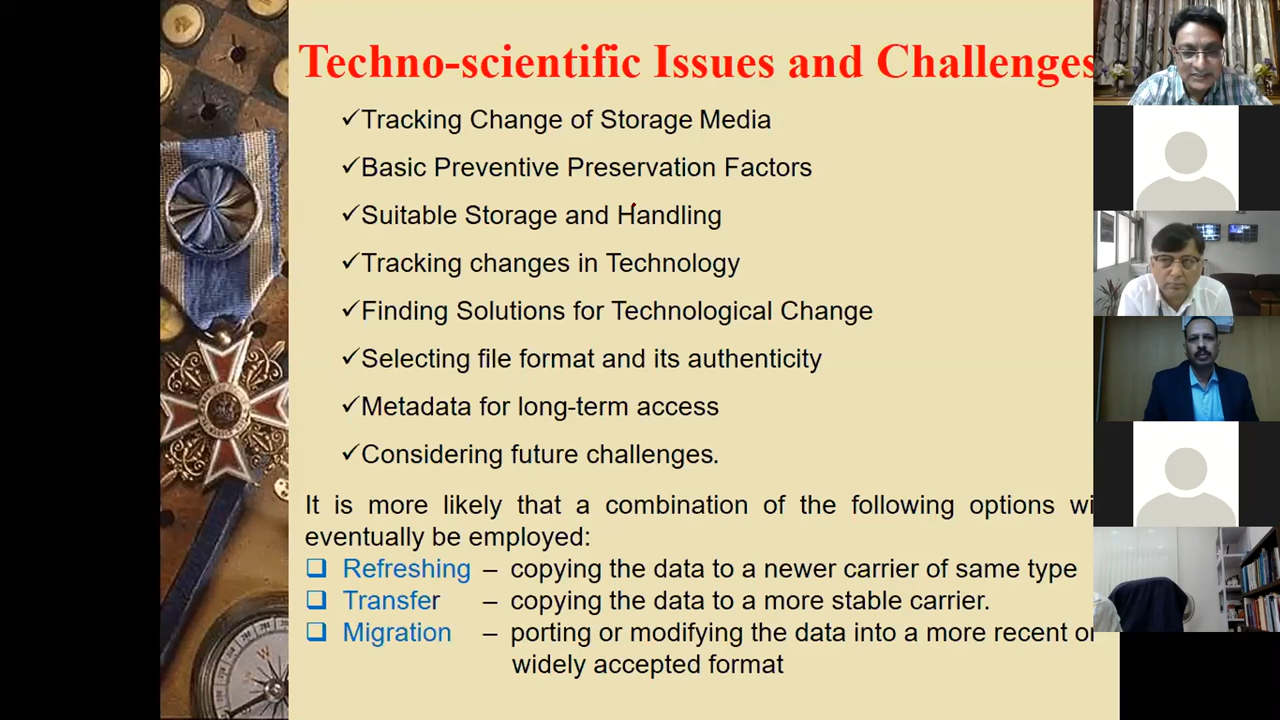 Techno-scientific Issues and Challenges
✓Tracking Change of Storage Media
✓Basic Preventive Preservation Factors
✓Suitable Storage and Handling
✓Tracking changes in Technology
✓Finding Solutions for Technological Change
✓Selecting file format and its authenticity
✓Metadata for long-term access
✓Considering future challenges.
It is more likely that a combination of the following options wi
eventually be employed:
❑ Refreshing – copying the data to a newer carrier of same type
❑ Transfer – copying the data to a more stable carrier.
❑ Migration – porting or modifying the data into a more recent or
widely accepted format